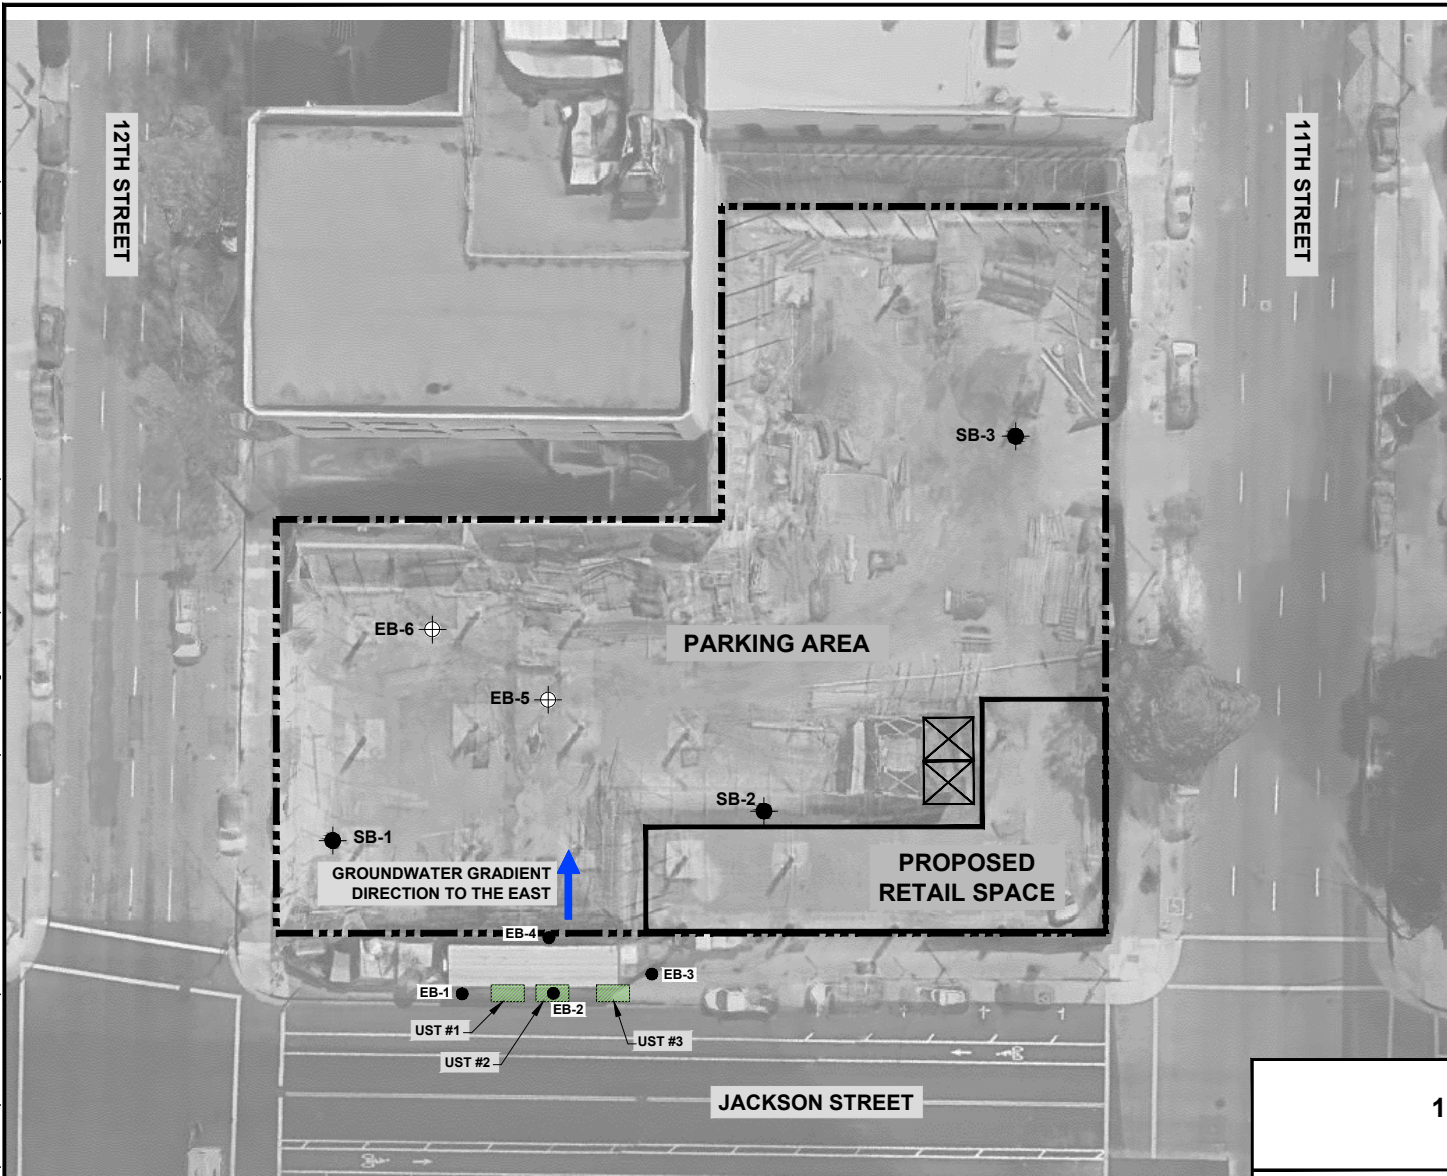 12TH STREET
11TH STREET
SB-3
EB-6
PARKING AREA
EB-5
SB-2
SB-1
PROPOSED
RETAIL SPACE
GROUNDWATER GRADIENT
DIRECTION TO THE EAST
EB-4
EB-3
EB-1
EB-2
UST #1
UST #3
UST #2
JACKSON STREET
1